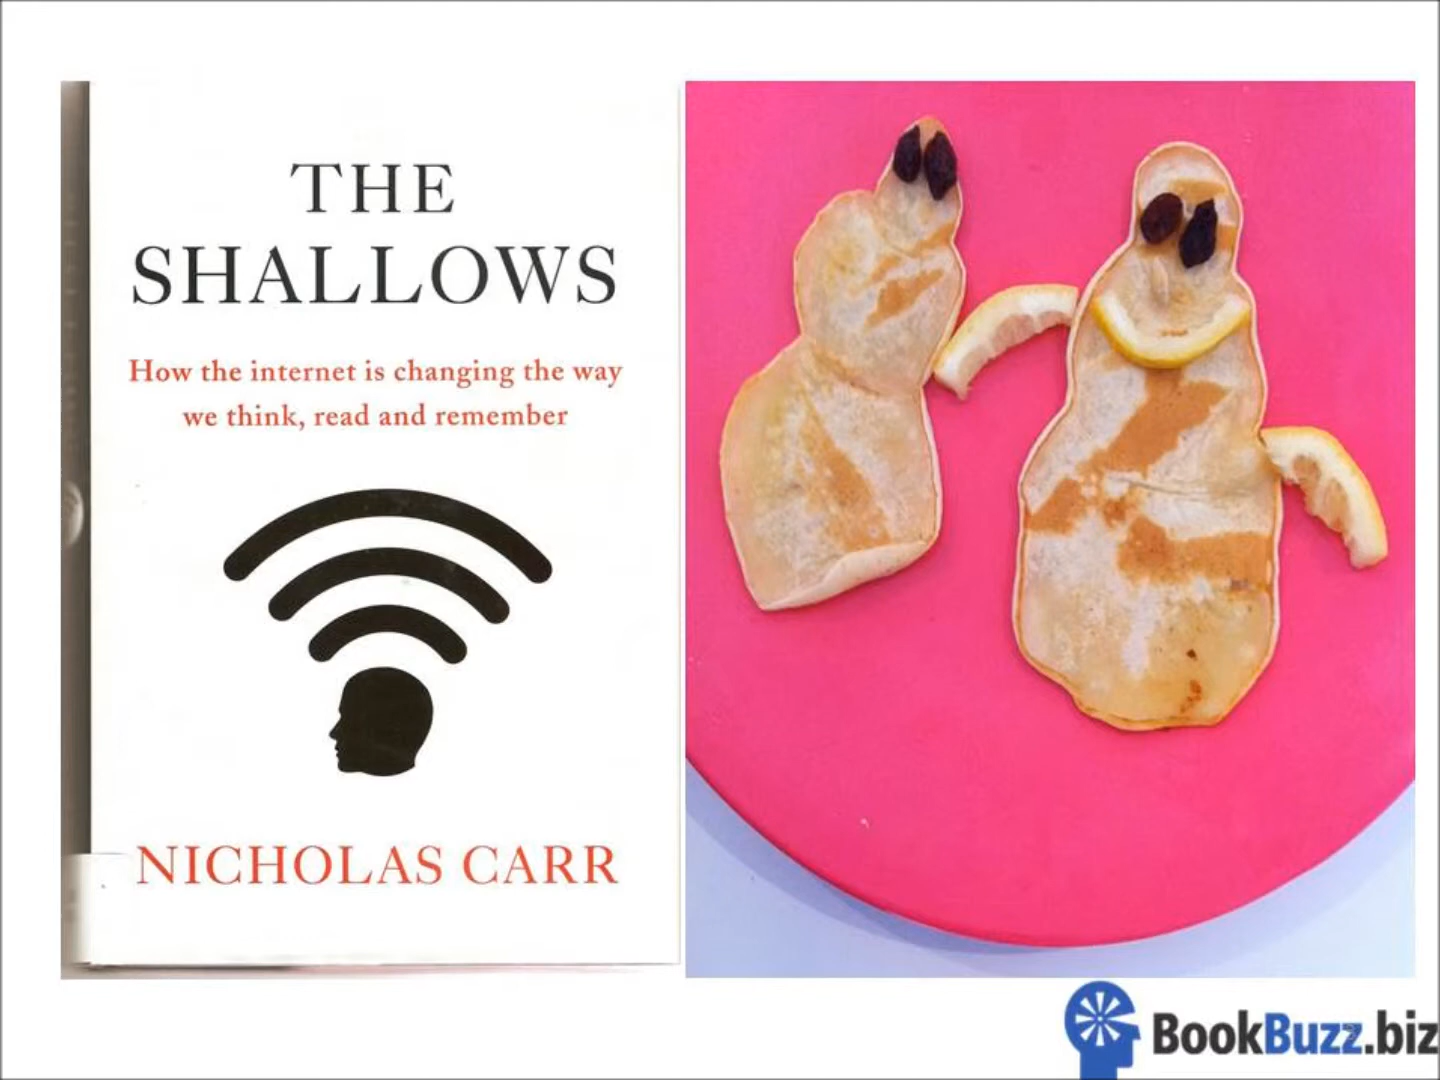 THE
SHALLOWS
How the internet is changing the way
we think, read and remember
NICHOLAS CARR
BookBuzz.biz